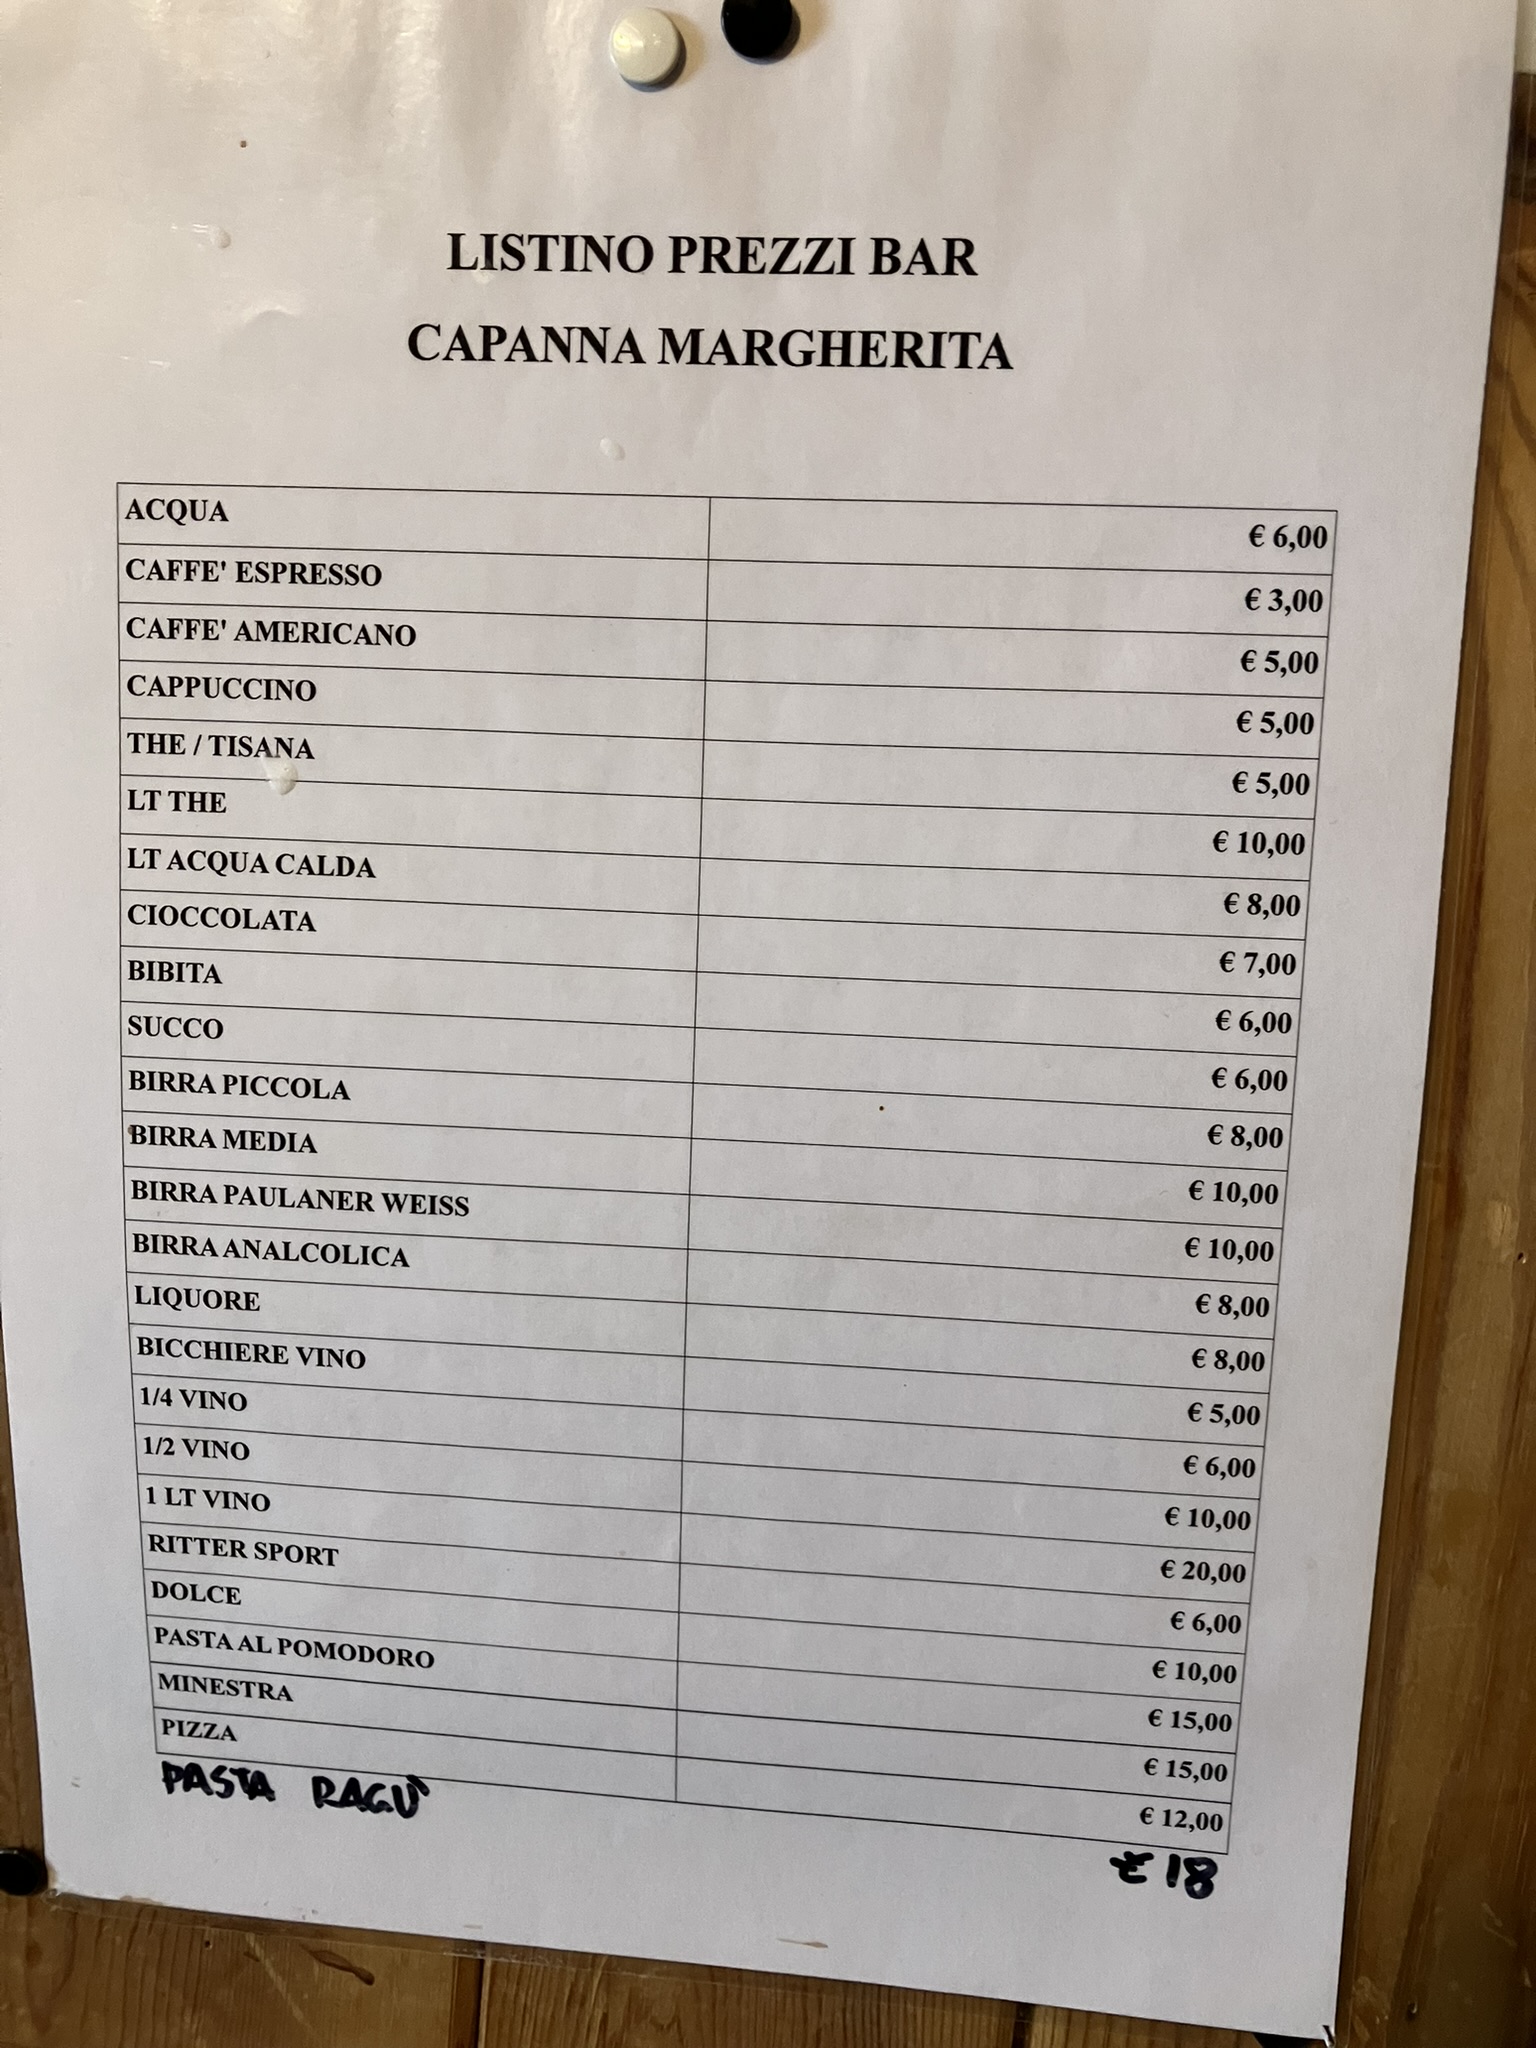 LISTINO PREZZI BAR
CAPANNA MARGHERITA
ACQUA € 6,00
CAFFE' ESPRESSO € 3,00
CAFFE' AMERICANO € 5,00
CAPPUCCINO € 5,00
THE / TISANA € 5,00
LT THE € 10,00
LT ACQUA CALDA € 8,00
CIOCCOLATA € 7,00
BIBITA € 6,00
SUCCO € 6,00
BIRRA PICCOLA € 8,00
BIRRA MEDIA € 10,00
BIRRA PAULANER WEISS € 10,00
BIRRA ANALCOLICA € 8,00
LIQUORE € 8,00
BICCHIERE VINO € 5,00
1/4 VINO € 6,00
1/2 VINO € 10,00
1 LT VINO € 20,00
RITTER SPORT € 6,00
DOLCE € 10,00
PASTA AL POMODORO € 15,00
MINESTRA € 15,00
PIZZA € 12,00
PASTA RAGÙ € 18